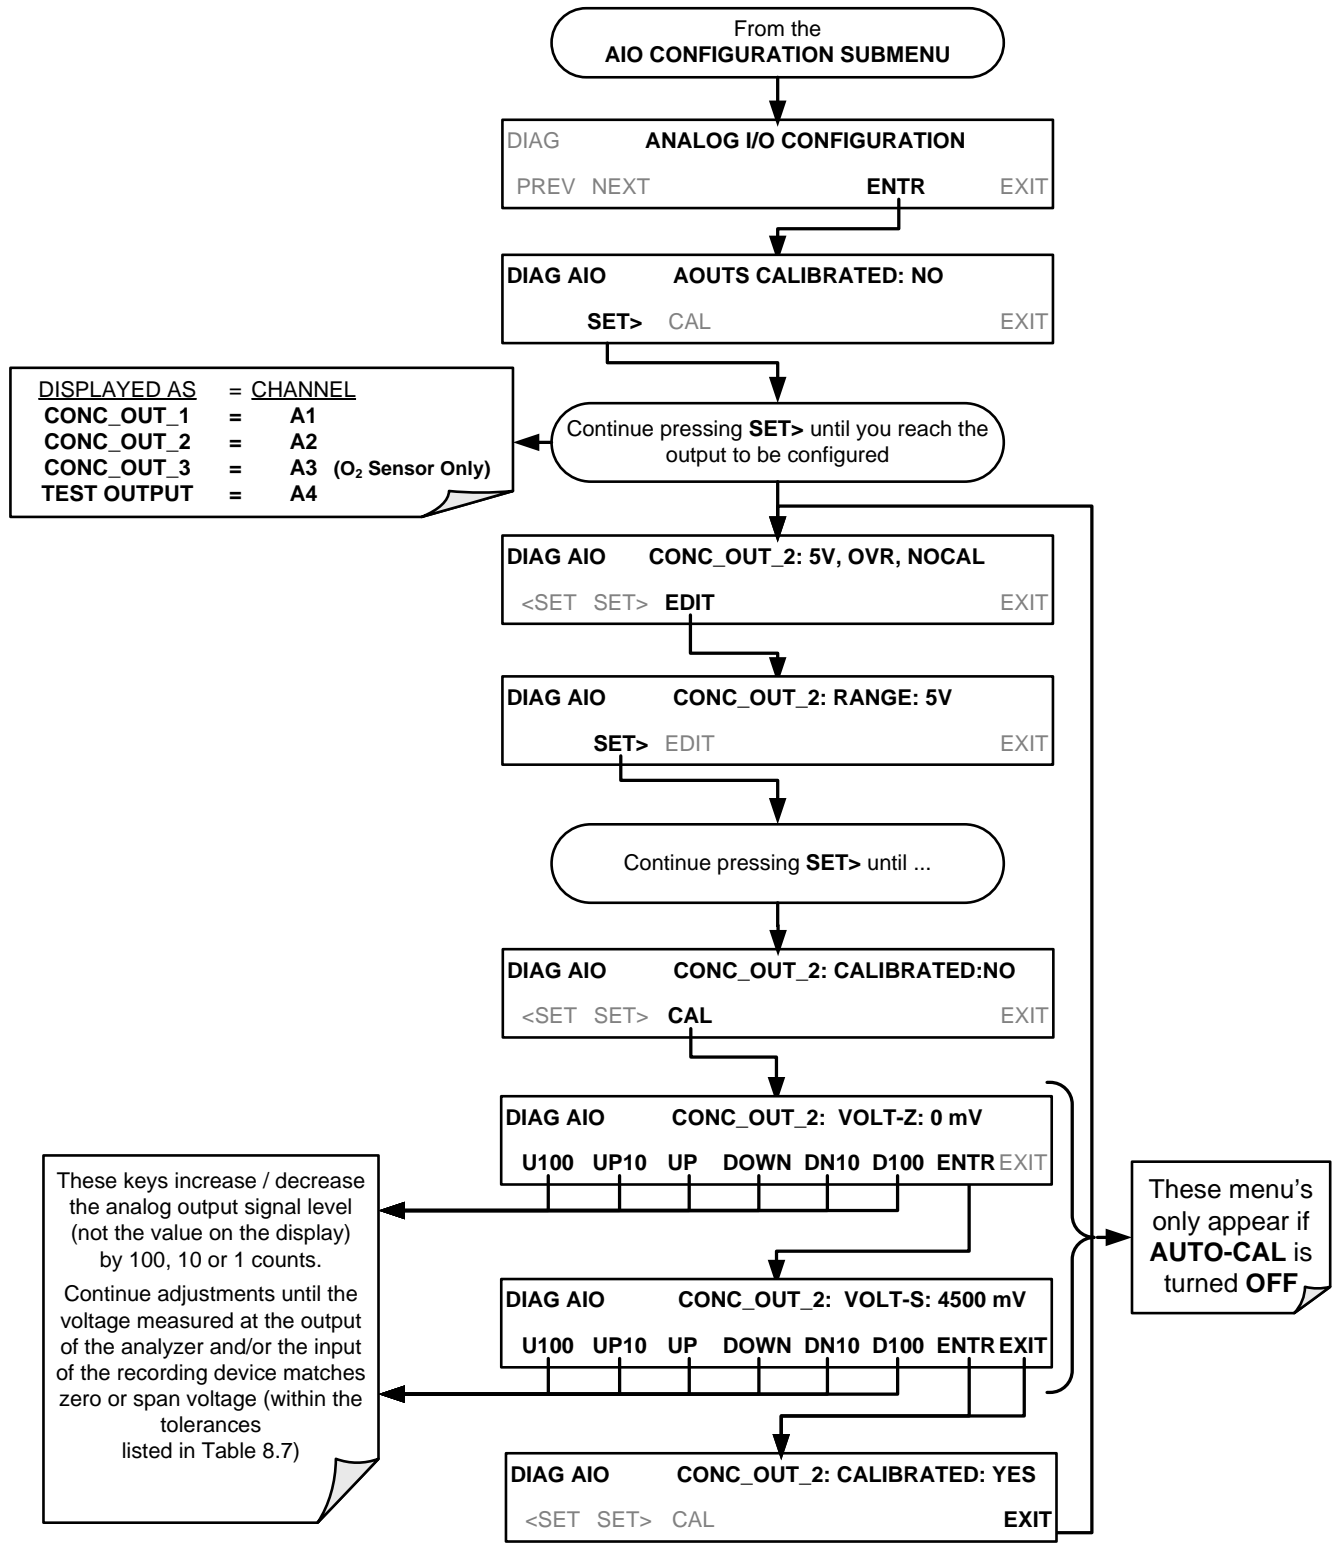 From the
AIO CONFIGURATION SUBMENU
DIAG ANALOG I/O CONFIGURATION
PREV NEXT ENTR EXIT
DIAG AIO AOUTS CALIBRATED: NO
SET> CAL EXIT
DISPLAYED AS = CHANNEL
CONC_OUT_1 = A1
CONC_OUT_2 = A2
CONC_OUT_3 = A3 (O₂ Sensor Only)
TEST OUTPUT = A4
Continue pressing SET> until you reach the
output to be configured
DIAG AIO CONC_OUT_2: 5V, OVR, NOCAL
<SET SET> EDIT EXIT
DIAG AIO CONC_OUT_2: RANGE: 5V
SET> EDIT EXIT
Continue pressing SET> until ...
DIAG AIO CONC_OUT_2: CALIBRATED:NO
<SET SET> CAL EXIT
DIAG AIO CONC_OUT_2: VOLT-Z: 0 mV
U100 UP10 UP DOWN DN10 D100 ENTR EXIT
These keys increase / decrease
the analog output signal level
(not the value on the display)
by 100, 10 or 1 counts.
Continue adjustments until the
voltage measured at the output
of the analyzer and/or the input
of the recording device matches
zero or span voltage (within the
tolerances
listed in Table 8.7)
These menu's
only appear if
AUTO-CAL is
turned OFF
DIAG AIO CONC_OUT_2: VOLT-S: 4500 mV
U100 UP10 UP DOWN DN10 D100 ENTR EXIT
DIAG AIO CONC_OUT_2: CALIBRATED: YES
<SET SET> CAL EXIT